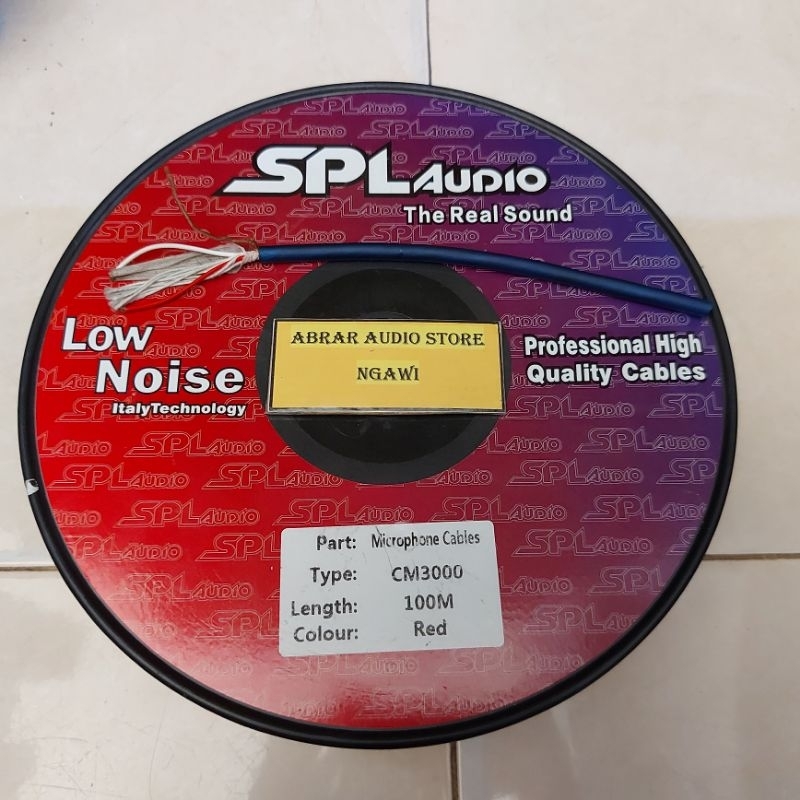 SPL AUDIO
The Real Sound
Low
Noise
ItalyTechnology
ABRAR AUDIO STORE
NGAWI
Professional High
Quality Cables
Part: Microphone Cables
Type: CM3000
Length: 100M
Colour: Red